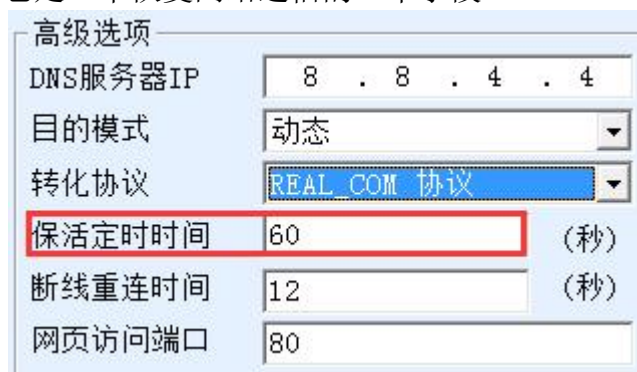 高级选项
DNS服务器IP 8 . 8 . 4 . 4
目的模式 动态
转化协议 REAL_COM 协议
保活定时时间 60 (秒)
断线重连时间 12 (秒)
网页访问端口 80